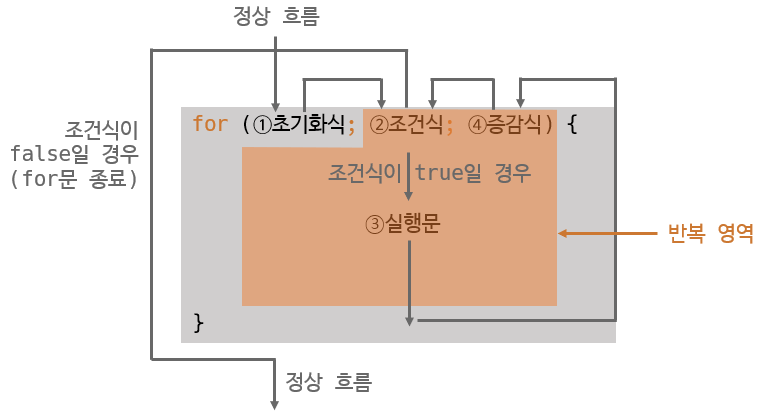 정상 흐름
조건식이
false일 경우
(for문 종료)
for (①초기화식; ②조건식; ④증감식) {
조건식이 true일 경우
③실행문
반복 영역
}
정상 흐름